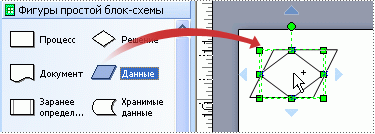 Фигуры простой блок-схемы
Процесс
Решение
Документ
Данные
Заранее
определ...
Хранимые
данные